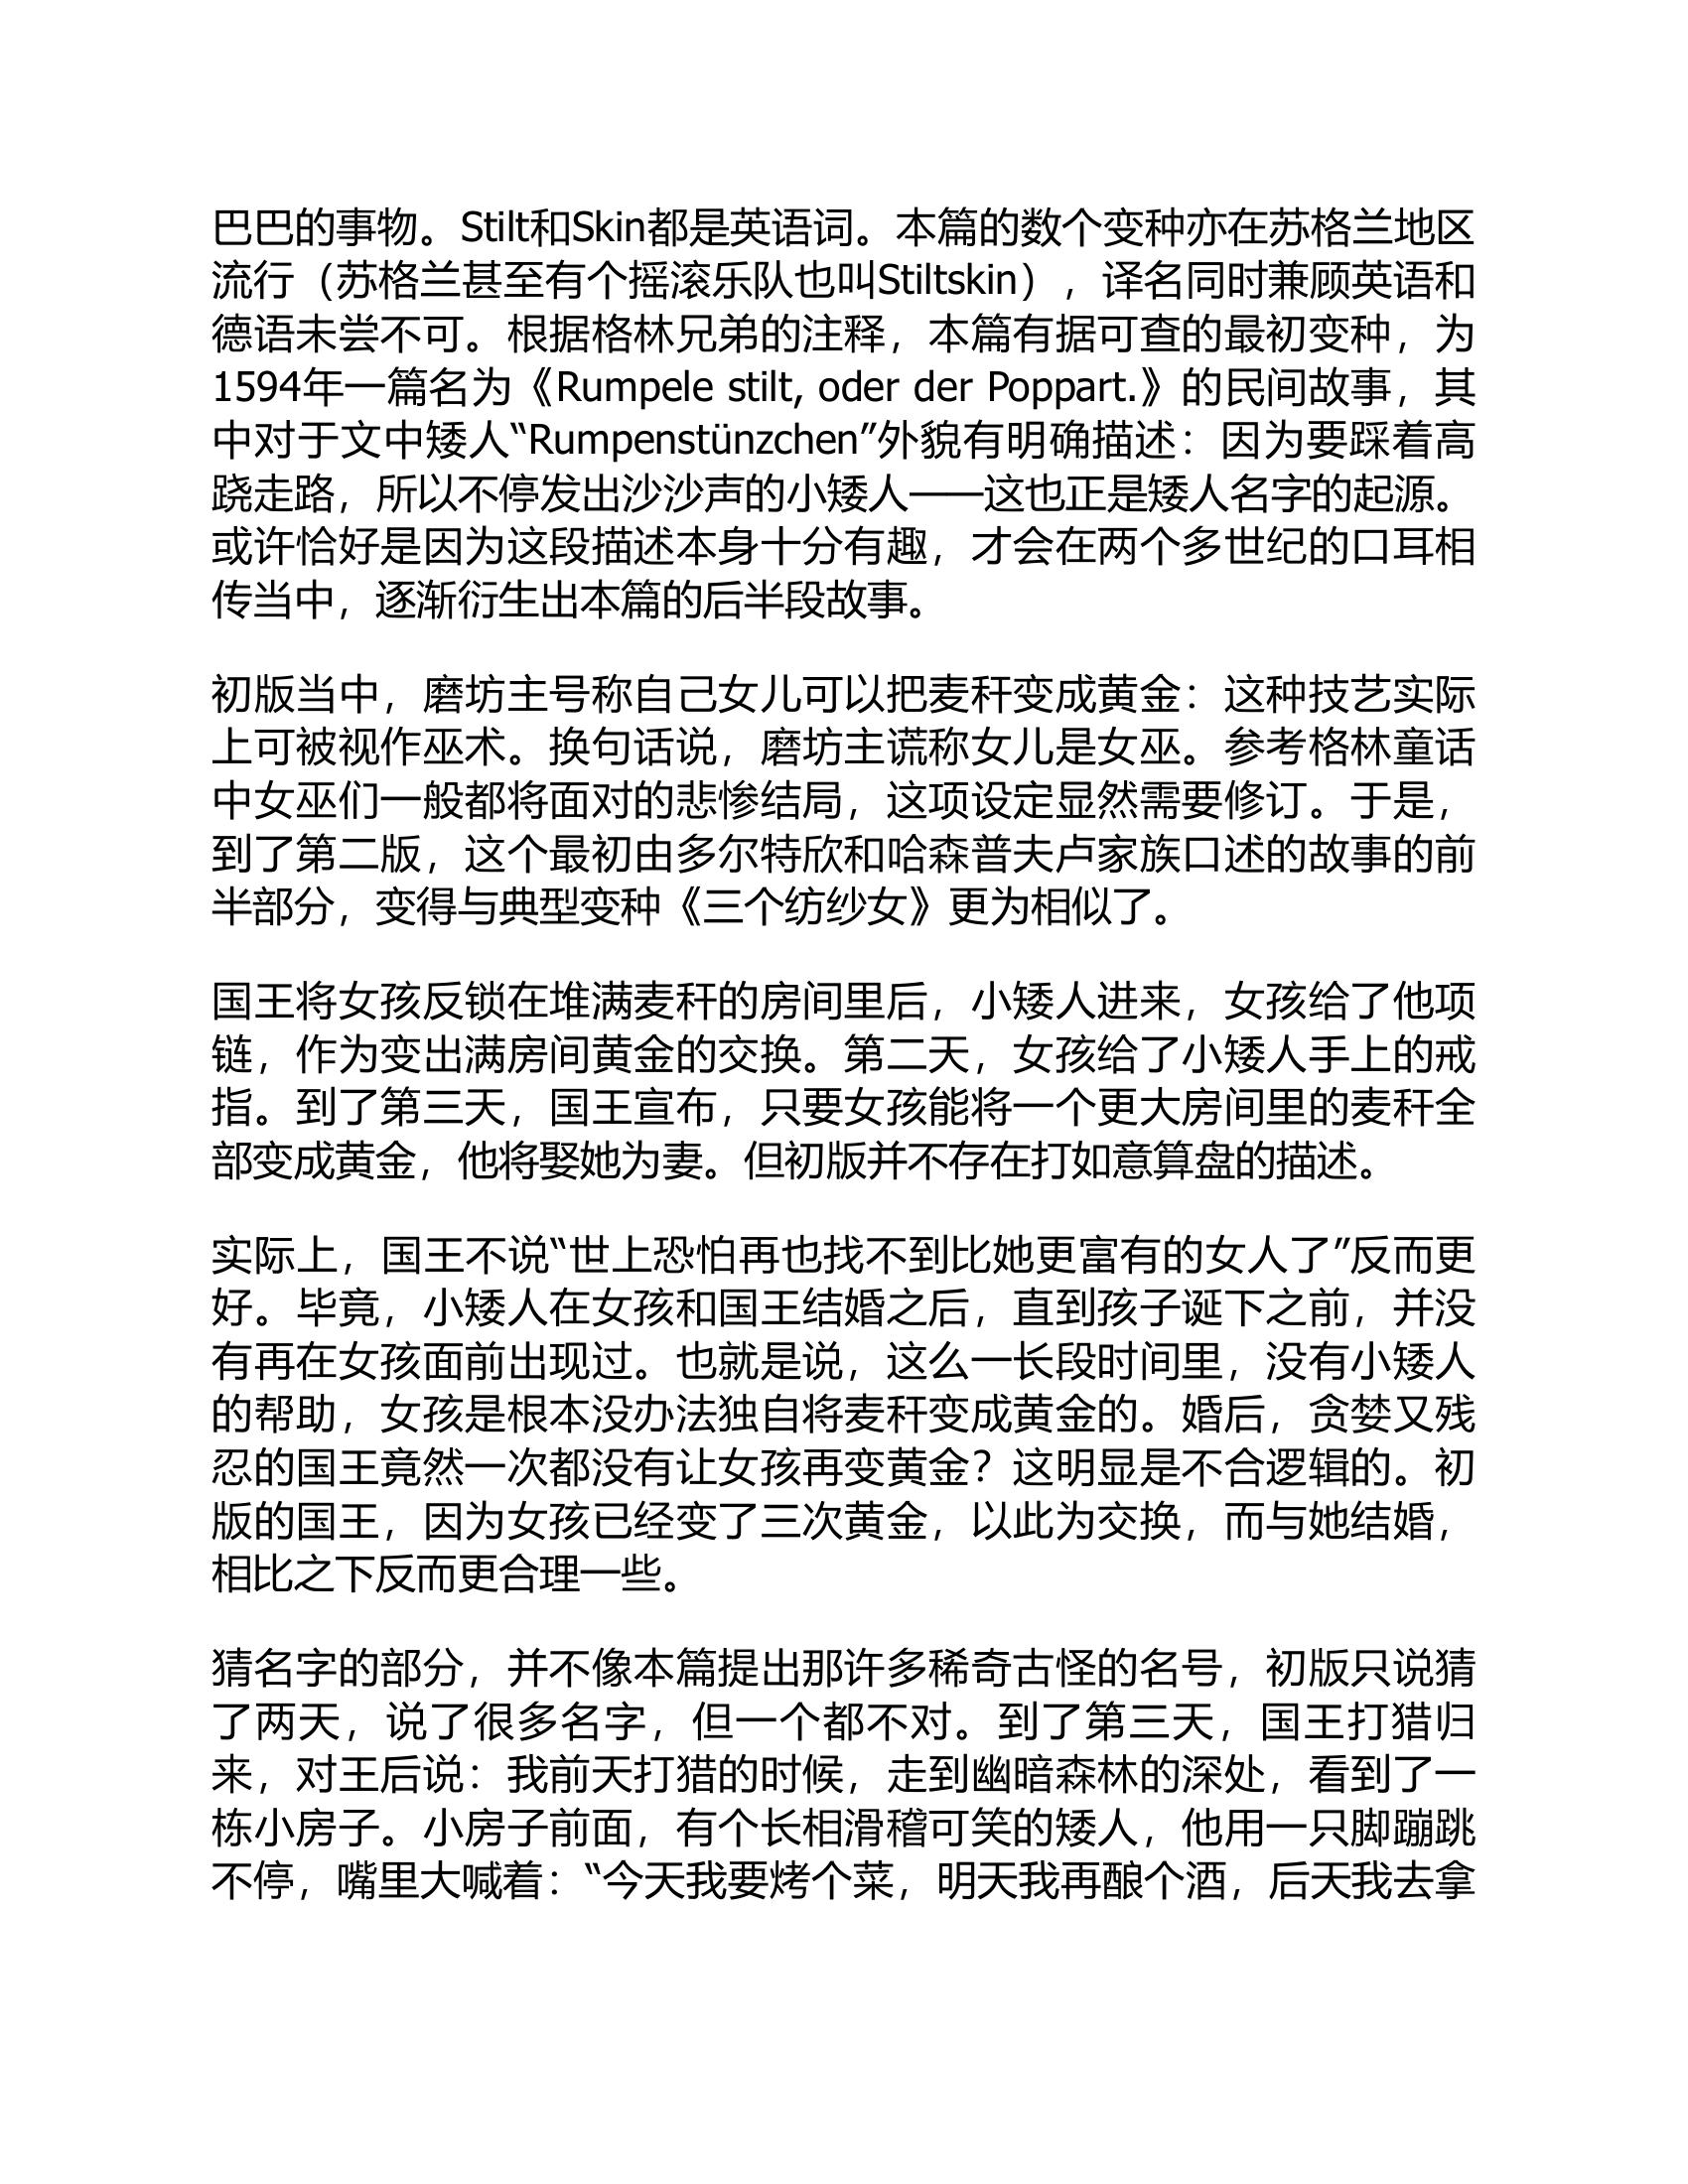 巴巴的事物。Stilt和Skin都是英语词。本篇的数个变种亦在苏格兰地区
流行（苏格兰甚至有个摇滚乐队也叫Stiltskin），译名同时兼顾英语和
德语未尝不可。根据格林兄弟的注释，本篇有据可查的最初变种，为
1594年一篇名为《Rumpele stilt, oder der Poppart.》的民间故事，其
中对于文中矮人“Rumpenstünzchen”外貌有明确描述：因为要踩着高
跷走路，所以不停发出沙沙声的小矮人——这也正是矮人名字的起源。
或许恰好是因为这段描述本身十分有趣，才会在两个多世纪的口耳相
传当中，逐渐衍生出本篇的后半段故事。
初版当中，磨坊主号称自己女儿可以把麦秆变成黄金：这种技艺实际
上可被视作巫术。换句话说，磨坊主谎称女儿是女巫。参考格林童话
中女巫们一般都将面对的悲惨结局，这项设定显然需要修订。于是，
到了第二版，这个最初由多尔特欣和哈森普夫卢家族口述的故事的前
半部分，变得与典型变种《三个纺纱女》更为相似了。
国王将女孩反锁在堆满麦秆的房间里后，小矮人进来，女孩给了他项
链，作为变出满房间黄金的交换。第二天，女孩给了小矮人手上的戒
指。到了第三天，国王宣布，只要女孩能将一个更大房间里的麦秆全
部变成黄金，他将娶她为妻。但初版并不存在打如意算盘的描述。
实际上，国王不说“世上恐怕再也找不到比她更富有的女人了”反而更
好。毕竟，小矮人在女孩和国王结婚之后，直到孩子诞下之前，并没
有再在女孩面前出现过。也就是说，这么一长段时间里，没有小矮人
的帮助，女孩是根本没办法独自将麦秆变成黄金的。婚后，贪婪又残
忍的国王竟然一次都没有让女孩再变黄金？这明显是不合逻辑的。初
版的国王，因为女孩已经变了三次黄金，以此为交换，而与她结婚，
相比之下反而更合理一些。
猜名字的部分，并不像本篇提出那许多稀奇古怪的名号，初版只说猜
了两天，说了很多名字，但一个都不对。到了第三天，国王打猎归
来，对王后说：我前天打猎的时候，走到幽暗森林的深处，看到了一
栋小房子。小房子前面，有个长相滑稽可笑的矮人，他用一只脚蹦跳
不停，嘴里大喊着：“今天我要烤个菜，明天我再酿个酒，后天我去拿